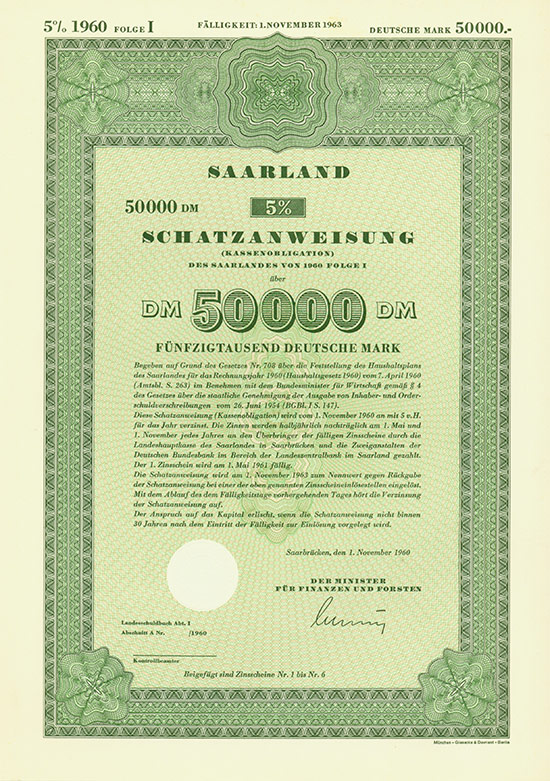 5% 1960 FOLGE I
FÄLLIGKEIT: 1. NOVEMBER 1963
DEUTSCHE MARK 50000.-
SAARLAND
50000 DM
5%
SCHATZANWEISUNG
(KASSENOBLIGATION)
DES SAARLANDES VON 1960 FOLGE I
über
DM 50000 DM
FÜNFZIGTAUSEND DEUTSCHE MARK
Begeben auf Grund des Gesetzes Nr. 708 über die Feststellung des Haushaltsplans
des Saarlandes für das Rechnungsjahr 1960 (Haushaltsgesetz 1960) vom 7. April 1960
(Amtsbl. S. 263) im Benehmen mit dem Bundesminister für Wirtschaft gemäß § 4
des Gesetzes über die staatliche Genehmigung der Ausgabe von Inhaber- und Order-
schuldverschreibungen vom 26. Juni 1954 (BGBl. I S. 147).
Diese Schatzanweisung (Kassenobligation) wird vom 1. November 1960 an mit 5 v.H.
für das Jahr verzinst. Die Zinsen werden halbjährlich nachträglich am 1. Mai und
1. November jedes Jahres an den Überbringer der fälligen Zinsscheine durch die
Landeshauptkasse des Saarlandes in Saarbrücken und die Zweiganstalten der
Deutschen Bundesbank im Bereich der Landeszentralbank im Saarland gezahlt.
Der 1. Zinsschein wird am 1. Mai 1961 fällig.
Die Schatzanweisung wird am 1. November 1963 zum Nennwert gegen Rückgabe
der Schatzanweisung bei einer der oben genannten Zinsscheineinlösestellen eingelöst.
Mit dem Ablauf des dem Fälligkeitstage vorhergehenden Tages hört die Verzinsung
der Schatzanweisung auf.
Der Anspruch auf das Kapital erlischt, wenn die Schatzanweisung nicht binnen
30 Jahren nach dem Eintritt der Fälligkeit zur Einlösung vorgelegt wird.
Saarbrücken, den 1. November 1960
DER MINISTER
FÜR FINANZEN UND FORSTEN
Landesschuldbuch Abt. I
Abschnitt A Nr. /1960
Kontrollbeamter
Beigefügt sind Zinsscheine Nr. 1 bis Nr. 6
München - Giesecke & Devrient - Berlin